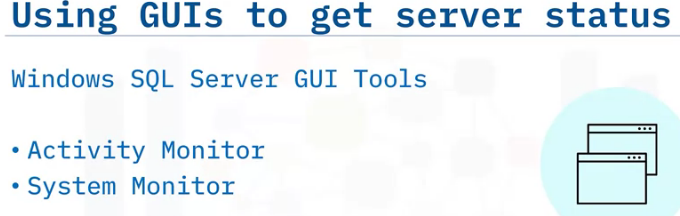 Using GUIs to get server status
Windows SQL Server GUI Tools
• Activity Monitor
• System Monitor